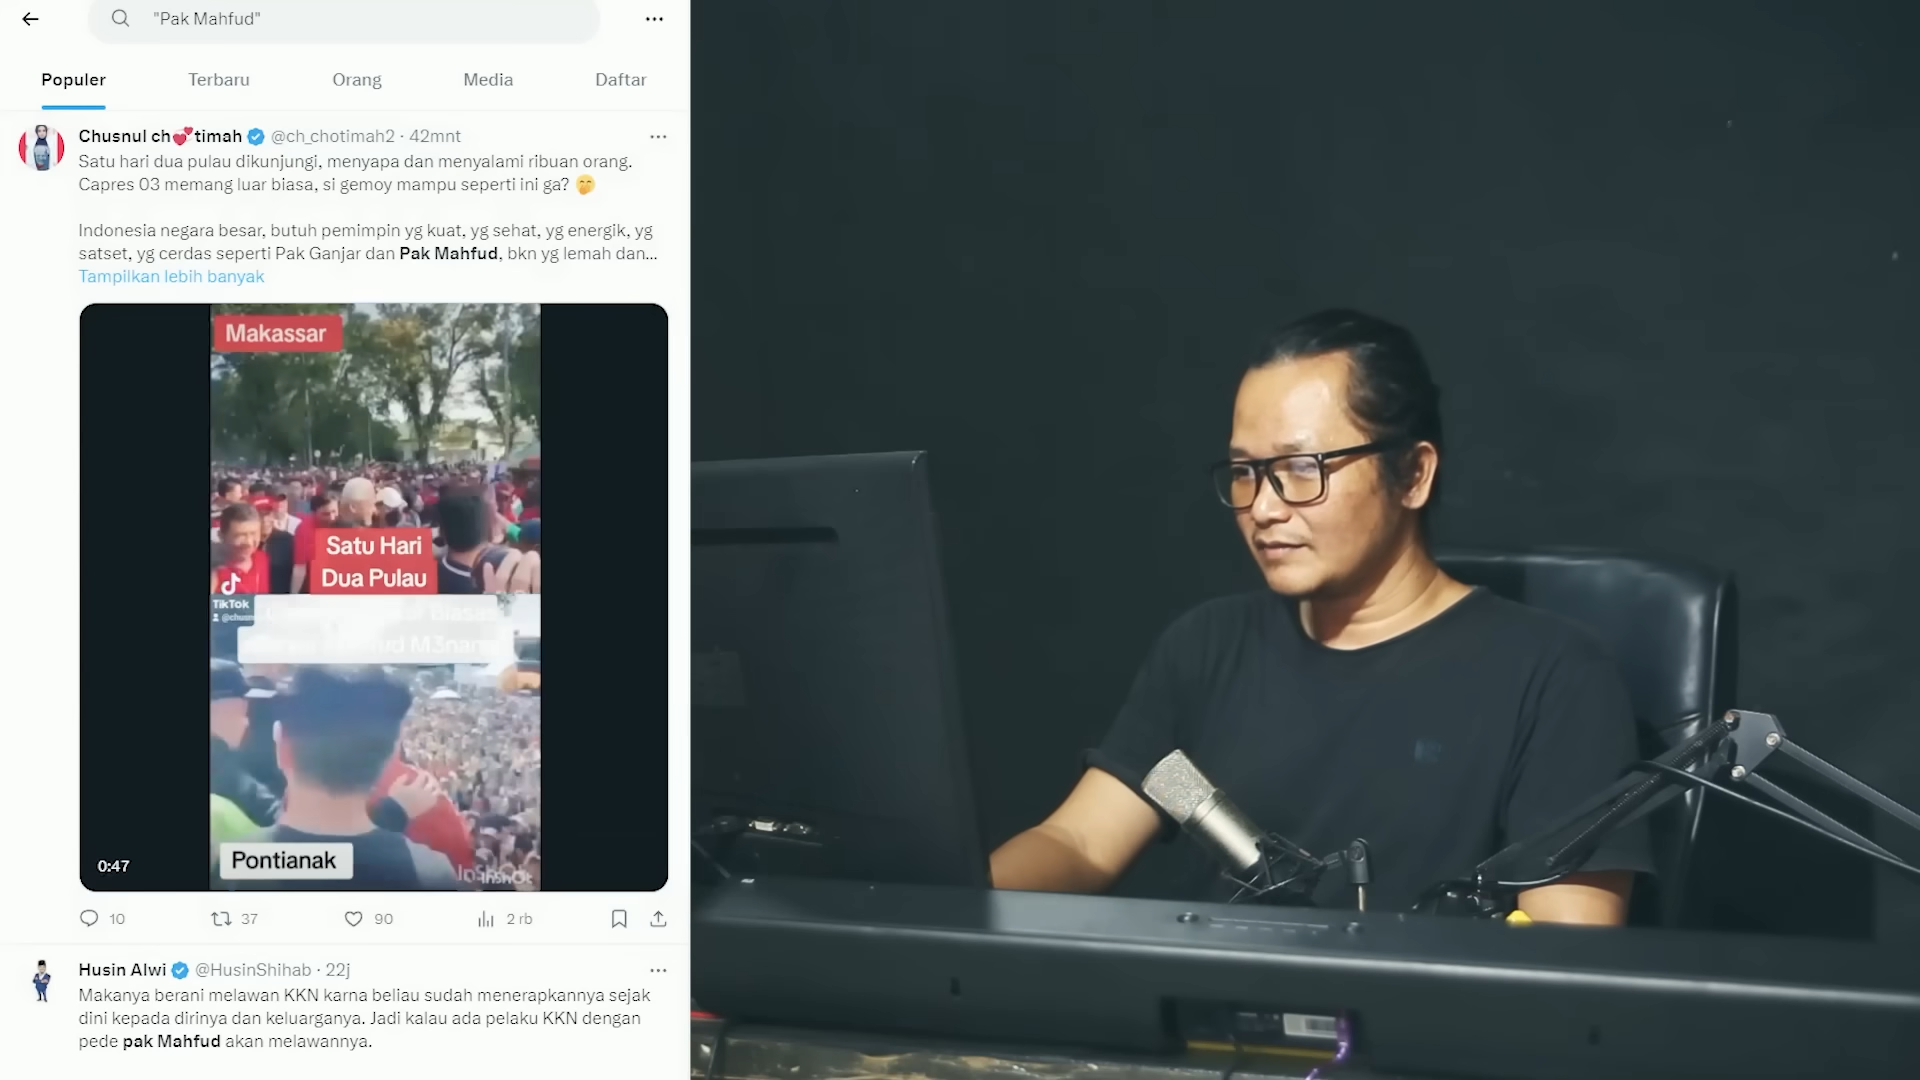 "Pak Mahfud"
Populer
Terbaru
Orang
Media
Daftar
Chusnul ch💞timah @ch_chotimah2 · 42mnt
Satu hari dua pulau dikunjungi, menyapa dan menyalami ribuan orang.
Capres 03 memang luar biasa, si gemoy mampu seperti ini ga? 🤭
Indonesia negara besar, butuh pemimpin yg kuat, yg sehat, yg energik, yg
satset, yg cerdas seperti Pak Ganjar dan Pak Mahfud, bkn yg lemah dan...
Tampilkan lebih banyak
Makassar
Satu Hari
Dua Pulau
TikTok
Pontianak
InShOt
0:47
10
37
90
2 rb
Husin Alwi @HusinShihab · 22j
Makanya berani melawan KKN karna beliau sudah menerapkannya sejak
dini kepada dirinya dan keluarganya. Jadi kalau ada pelaku KKN dengan
pede pak Mahfud akan melawannya.